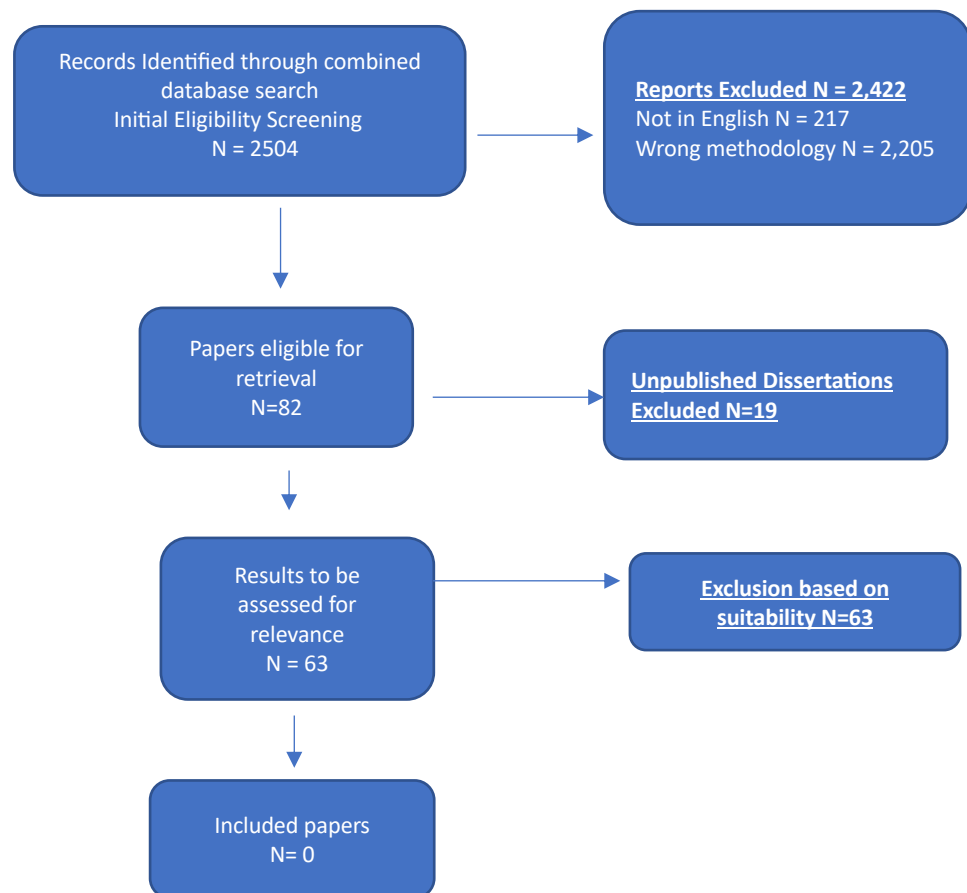 Records Identified through combined
database search
Initial Eligibility Screening
N = 2504
Reports Excluded N = 2,422
Not in English N = 217
Wrong methodology N = 2,205
Papers eligible for
retrieval
N=82
Unpublished Dissertations
Excluded N=19
Results to be
assessed for
relevance
N = 63
Exclusion based on
suitability N=63
Included papers
N= 0